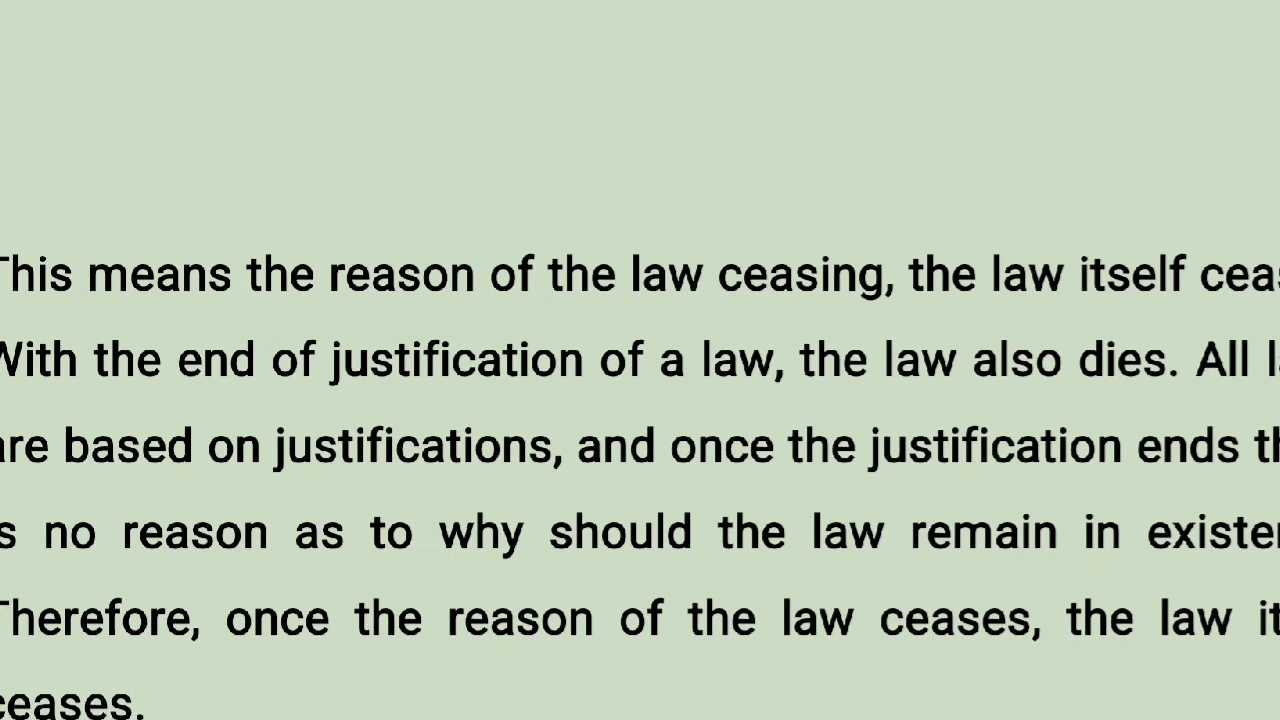 This means the reason of the law ceasing, the law itself ceas
With the end of justification of a law, the law also dies. All la
are based on justifications, and once the justification ends th
s no reason as to why should the law remain in existen
Therefore, once the reason of the law ceases, the law it
ceases.